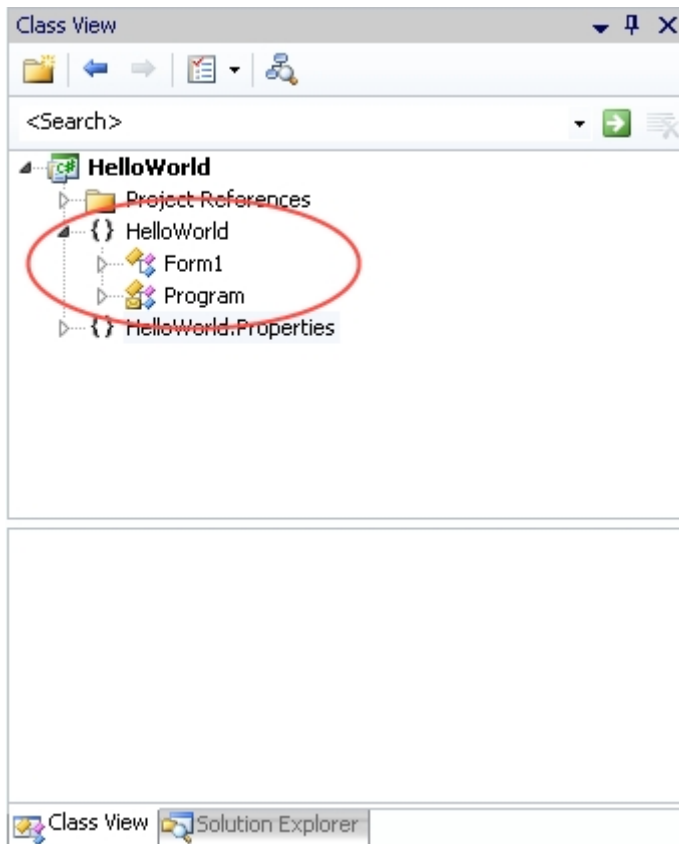 Class View
<Search>
HelloWorld
Project References
{} HelloWorld
Form1
Program
{} HelloWorld.Properties
Class View Solution Explorer